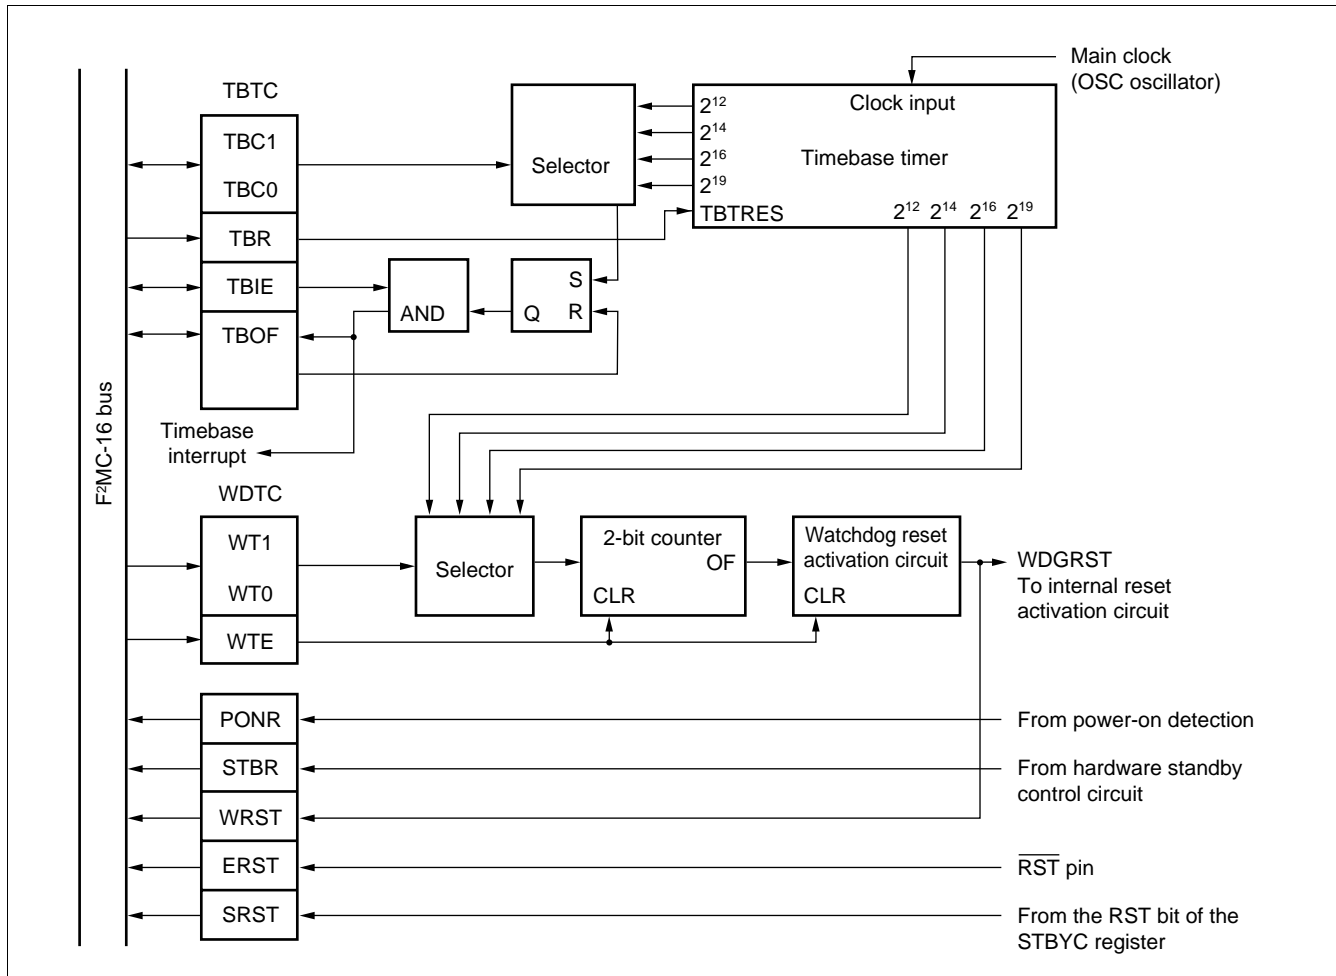 Main clock
(OSC oscillator)
TBTC
Clock input
2¹²
TBC1
2¹⁴
Selector
2¹⁶
Timebase timer
TBC0
2¹⁹
TBTRES
2¹² 2¹⁴ 2¹⁶ 2¹⁹
TBR
TBIE
S
AND
Q
R
TBOF
F²MC-16 bus
Timebase
interrupt
WDTC
WT1
2-bit counter
OF
Watchdog reset
activation circuit
WDGRST
To internal reset
activation circuit
Selector
WT0
CLR
CLR
WTE
PONR
From power-on detection
STBR
From hardware standby
control circuit
WRST
ERST
RST pin
SRST
From the RST bit of the
STBYC register